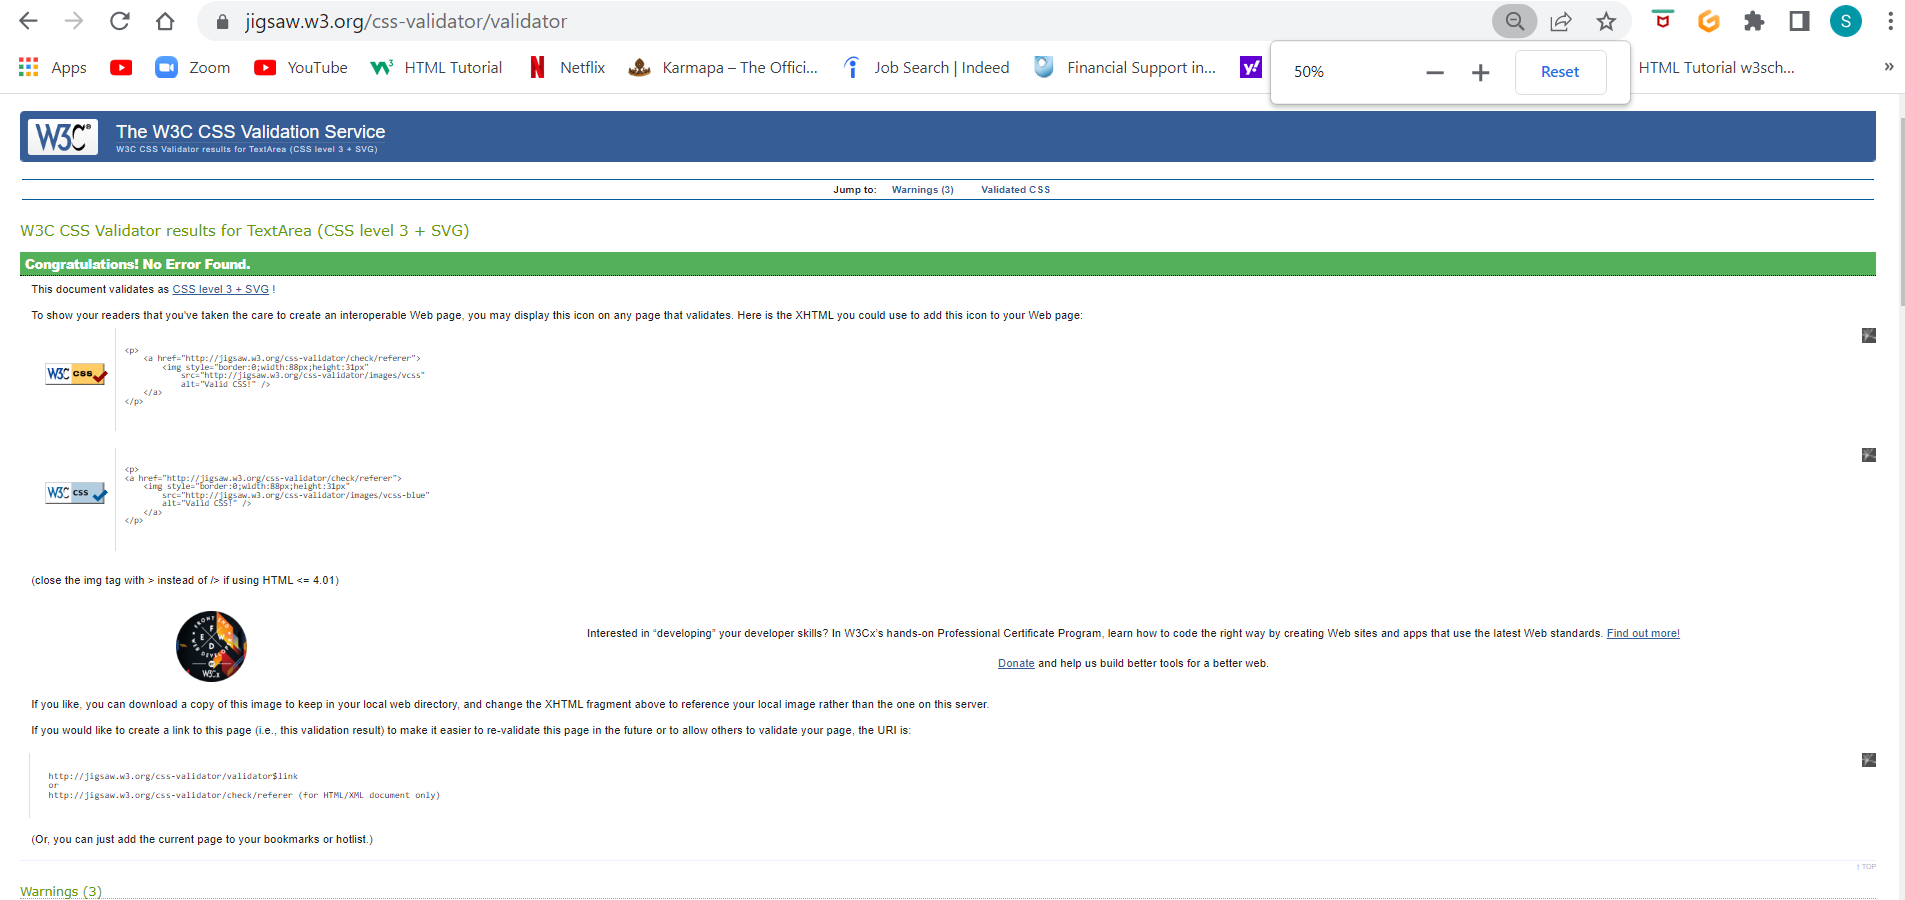 jigsaw.w3.org/css-validator/validator
S
Apps
Zoom
YouTube
HTML Tutorial
Netflix
Karmapa – The Offici...
Job Search | Indeed
Financial Support in...
y!
HTML Tutorial w3sch...
»
50%
Reset
W3C®
The W3C CSS Validation Service
W3C CSS Validator results for TextArea (CSS level 3 + SVG)
Jump to: Warnings (3) Validated CSS
W3C CSS Validator results for TextArea (CSS level 3 + SVG)
Congratulations! No Error Found.
This document validates as CSS level 3 + SVG !
To show your readers that you've taken the care to create an interoperable Web page, you may display this icon on any page that validates. Here is the XHTML you could use to add this icon to your Web page:
W3C css
<p>
<a href="http://jigsaw.w3.org/css-validator/check/referer">
<img style="border:0;width:88px;height:31px"
src="http://jigsaw.w3.org/css-validator/images/vcss"
alt="Valid CSS!" />
</a>
</p>
W3C css
<p>
<a href="http://jigsaw.w3.org/css-validator/check/referer">
<img style="border:0;width:88px;height:31px"
src="http://jigsaw.w3.org/css-validator/images/vcss-blue"
alt="Valid CSS!" />
</a>
</p>
(close the img tag with > instead of /> if using HTML <= 4.01)
FRONT END
WEB DEVELOPER
F E W D
W3Cx
Interested in “developing” your developer skills? In W3Cx’s hands-on Professional Certificate Program, learn how to code the right way by creating Web sites and apps that use the latest Web standards. Find out more!
Donate and help us build better tools for a better web.
If you like, you can download a copy of this image to keep in your local web directory, and change the XHTML fragment above to reference your local image rather than the one on this server.
If you would like to create a link to this page (i.e., this validation result) to make it easier to re-validate this page in the future or to allow others to validate your page, the URI is:
http://jigsaw.w3.org/css-validator/validator$link
or
http://jigsaw.w3.org/css-validator/check/referer (for HTML/XML document only)
(Or, you can just add the current page to your bookmarks or hotlist.)
↑ TOP
Warnings (3)